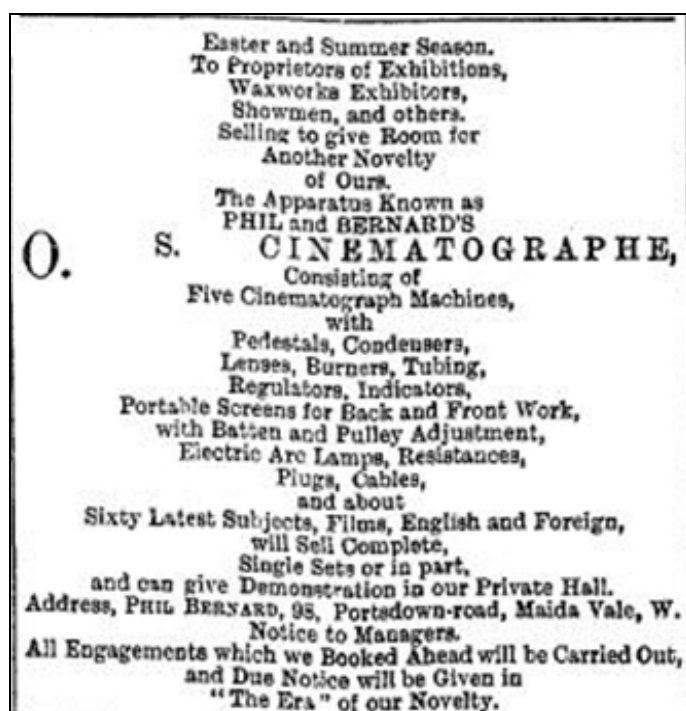 Easter and Summer Season.
To Proprietors of Exhibitions,
Waxworks Exhibitors,
Showmen, and others.
Selling to give Room for
Another Novelty
of Ours.
The Apparatus Known as
PHIL and BERNARD'S
O. S. CINEMATOGRAPHE,
Consisting of
Five Cinematograph Machines,
with
Pedestals, Condensers,
Lenses, Burners, Tubing,
Regulators, Indicators,
Portable Screens for Back and Front Work,
with Batten and Pulley Adjustment,
Electric Arc Lamps, Resistances,
Plugs, Cables,
and about
Sixty Latest Subjects, Films, English and Foreign,
will Sell Complete,
Single Sets or in part,
and can give Demonstration in our Private Hall.
Address, PHIL BERNARD, 98, Portsdown-road, Maida Vale, W.
Notice to Managers.
All Engagements which we Booked Ahead will be Carried Out,
and Due Notice will be Given in
"The Era" of our Novelty.